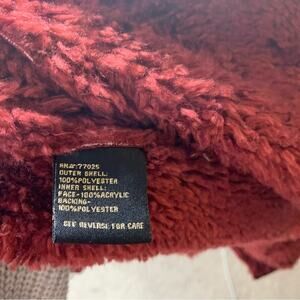 RN#:77025
OUTER SHELL:
100%POLYESTER
INNER SHELL:
FACE-100%ACRYLIC
BACKING-
100%POLYESTER
SEE REVERSE FOR CARE